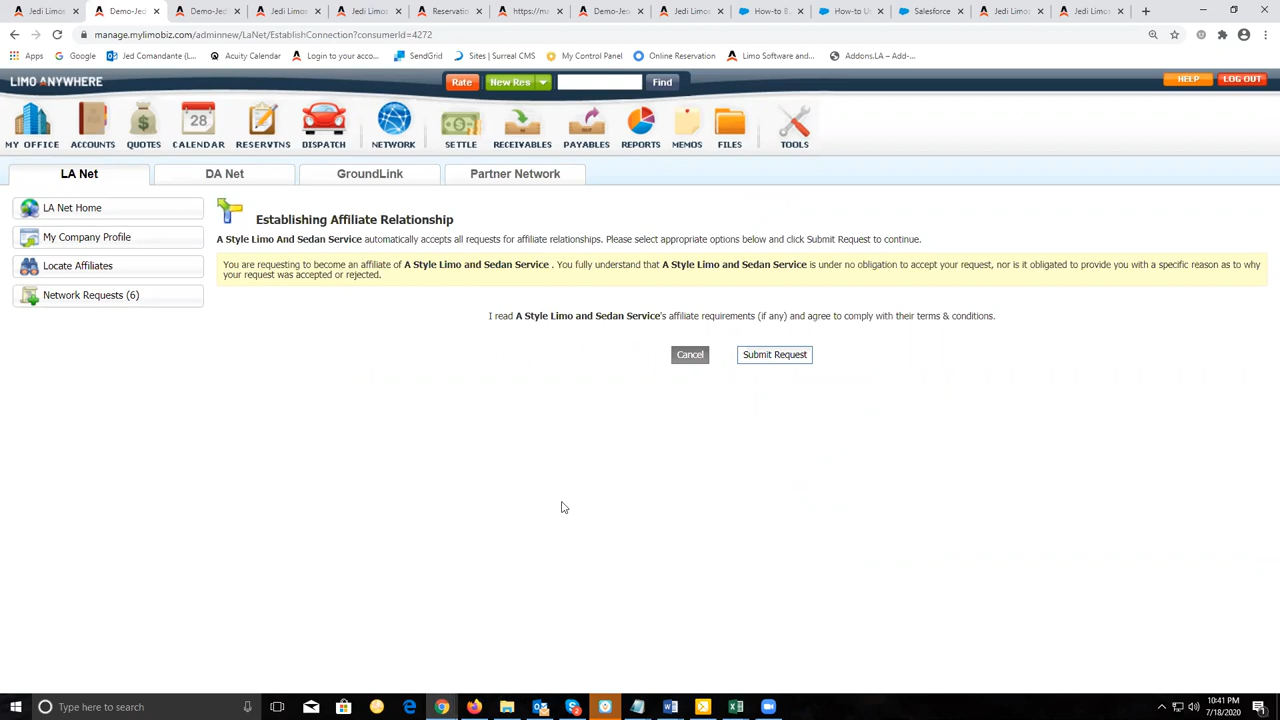 Jedi Limo
Demo-Jed
Demo-Jed
Jedi Limo
Jedi Limo
Reservatin
https://ma
Demo-Jed
Jedi Limo
How-to B
How-to U
Salesforce
Jedi Limo
Jedi Limo
manage.mylimobiz.com/adminnew/LaNet/EstablishConnection?consumerId=4272
Apps
Google
Jed Comandante (L...
Acuity Calendar
Login to your acco...
SendGrid
Sites | Surreal CMS
My Control Panel
Online Reservation
Limo Software and...
Addons.LA – Add-...
LIMO ANYWHERE
Rate
New Res
Find
HELP
LOG OUT
28
MY OFFICE
ACCOUNTS
QUOTES
CALENDAR
RESERVTNS
DISPATCH
NETWORK
SETTLE
RECEIVABLES
PAYABLES
REPORTS
MEMOS
FILES
TOOLS
LA Net
DA Net
GroundLink
Partner Network
LA Net Home
My Company Profile
Locate Affiliates
Network Requests (6)
Establishing Affiliate Relationship
A Style Limo And Sedan Service automatically accepts all requests for affiliate relationships. Please select appropriate options below and click Submit Request to continue.
You are requesting to become an affiliate of A Style Limo and Sedan Service . You fully understand that A Style Limo and Sedan Service is under no obligation to accept your request, nor is it obligated to provide you with a specific reason as to why
your request was accepted or rejected.
I read A Style Limo and Sedan Service's affiliate requirements (if any) and agree to comply with their terms & conditions.
Cancel
Submit Request
Type here to search
10:41 PM
7/18/2020